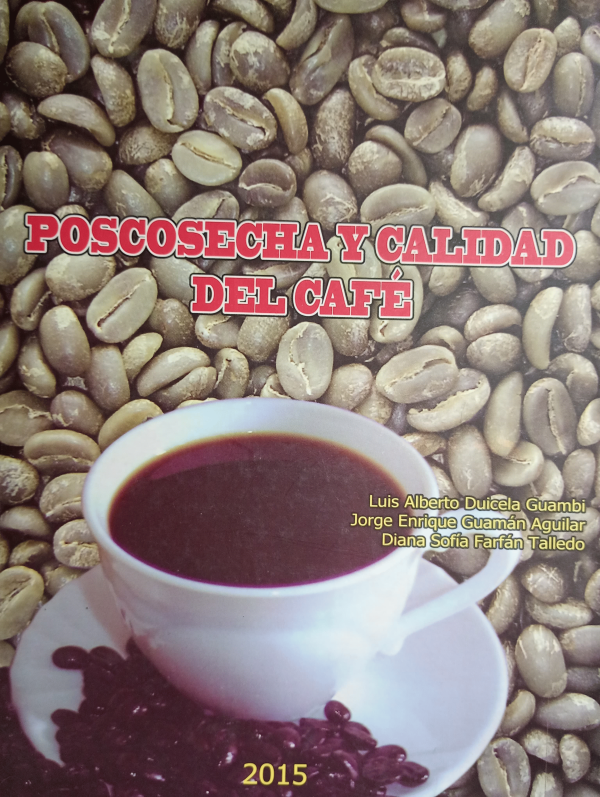 POSCOSECHA Y CALIDAD
DEL CAFÉ
Luis Alberto Duicela Guambi
Jorge Enrique Guamán Aguilar
Diana Sofía Farfán Talledo
2015